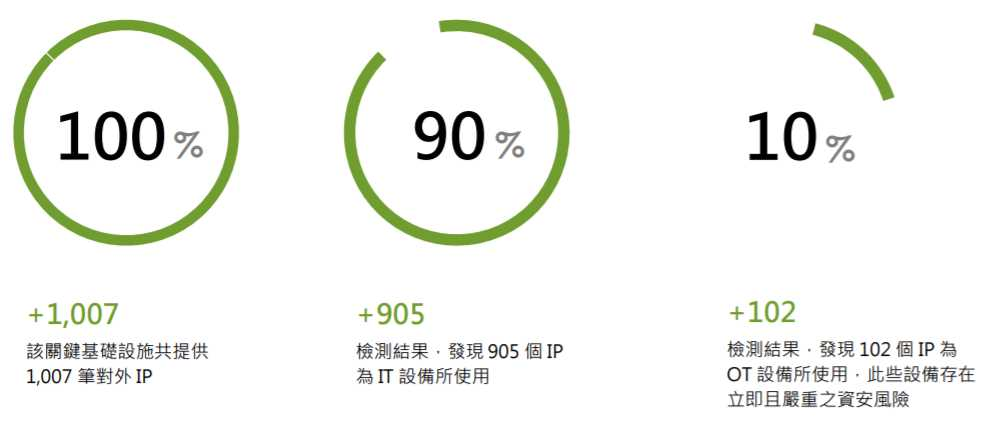 100 %
90 %
10 %
+1,007
該關鍵基礎設施共提供
1,007 筆對外 IP
+905
檢測結果，發現 905 個 IP
為 IT 設備所使用
+102
檢測結果，發現 102 個 IP 為
OT 設備所使用，此些設備存在
立即且嚴重之資安風險